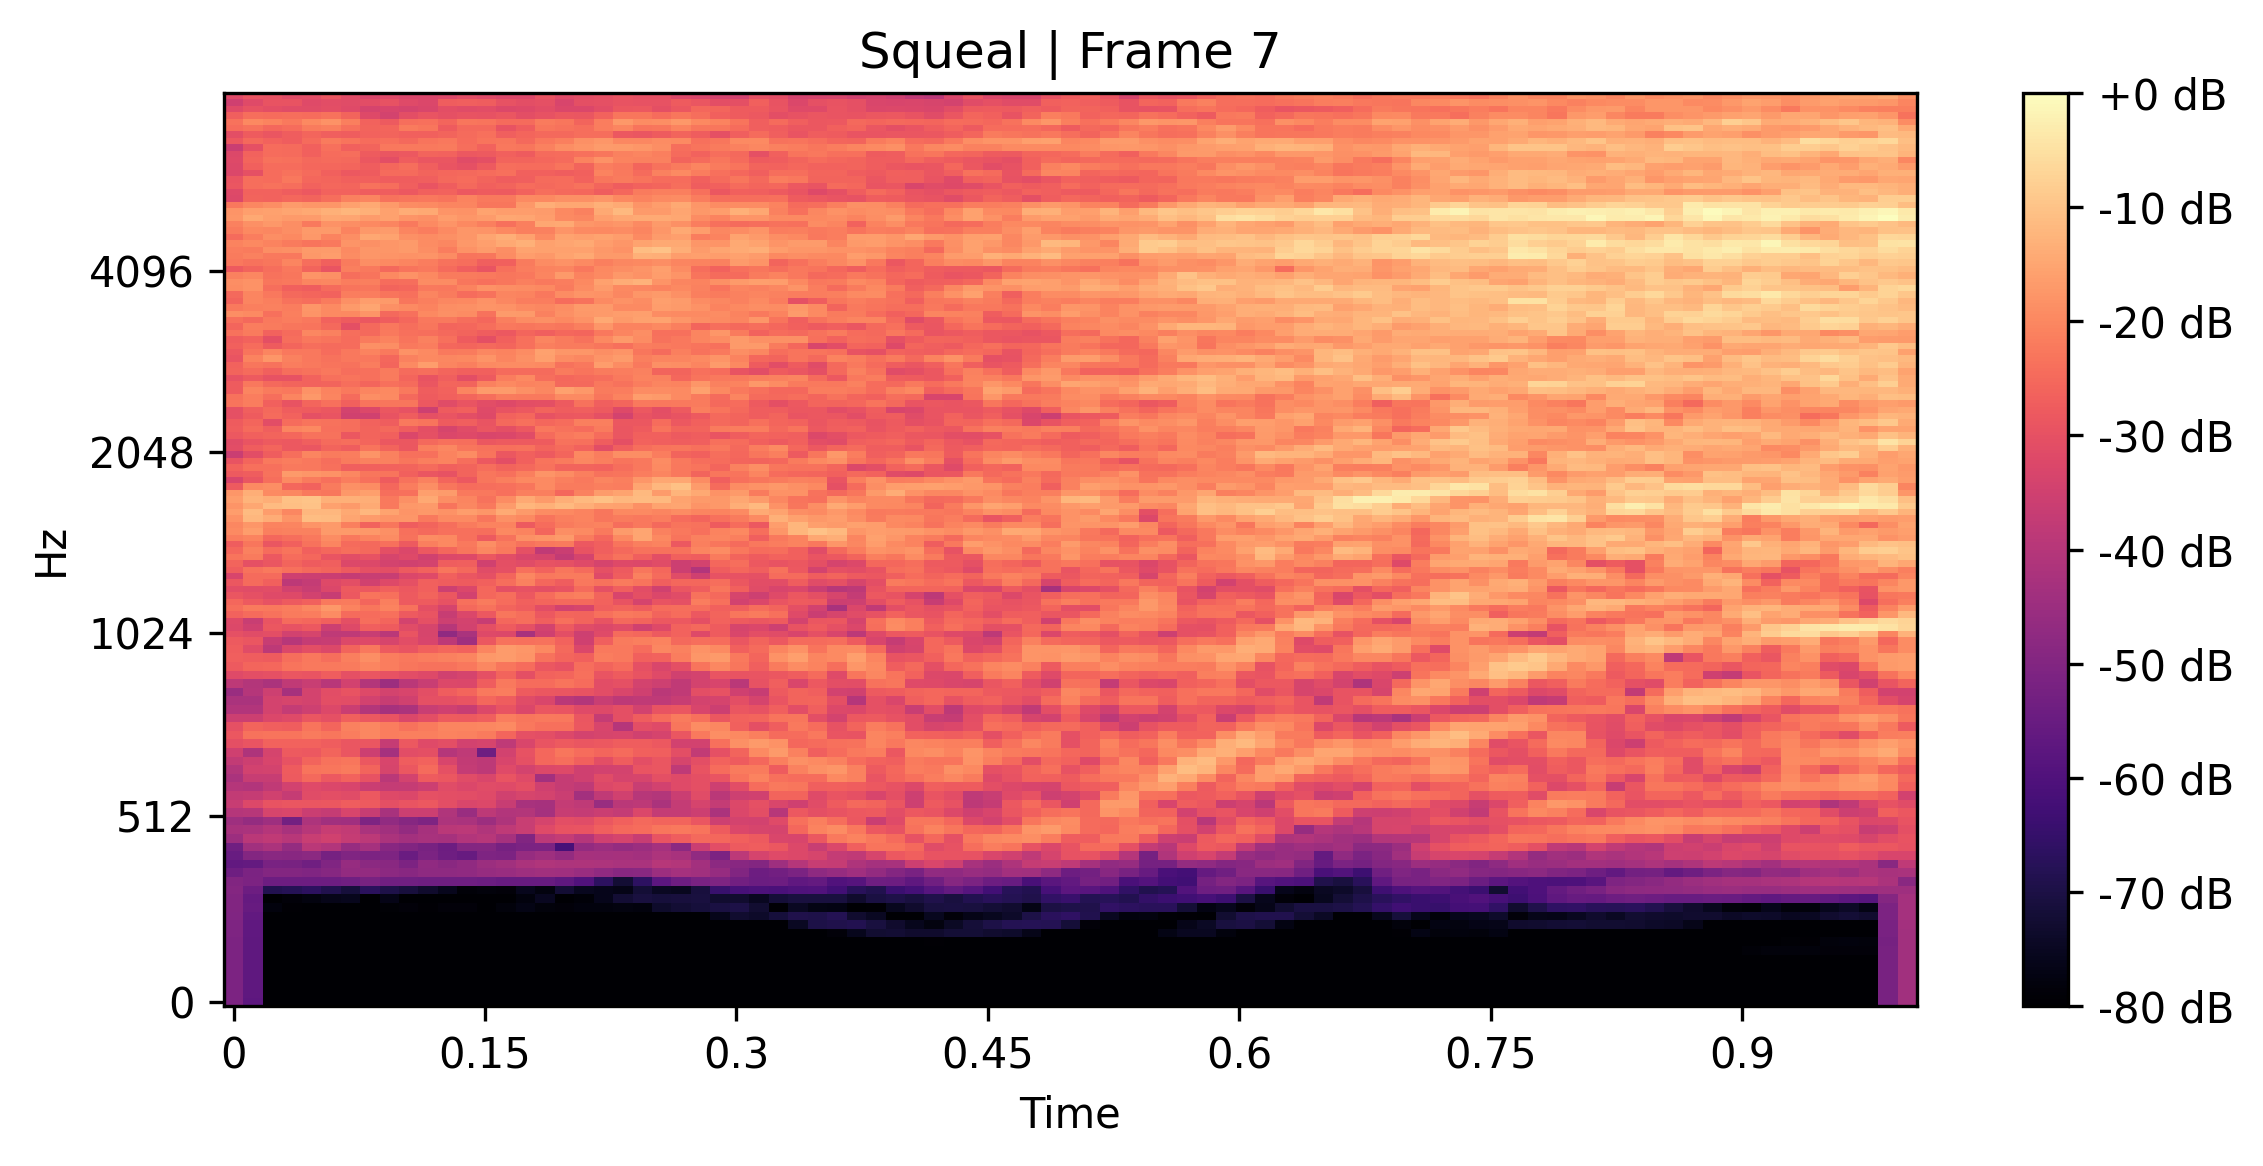 Squeal | Frame 7
Hz
4096
2048
1024
512
0
0 0.15 0.3 0.45 0.6 0.75 0.9
Time
+0 dB
-10 dB
-20 dB
-30 dB
-40 dB
-50 dB
-60 dB
-70 dB
-80 dB